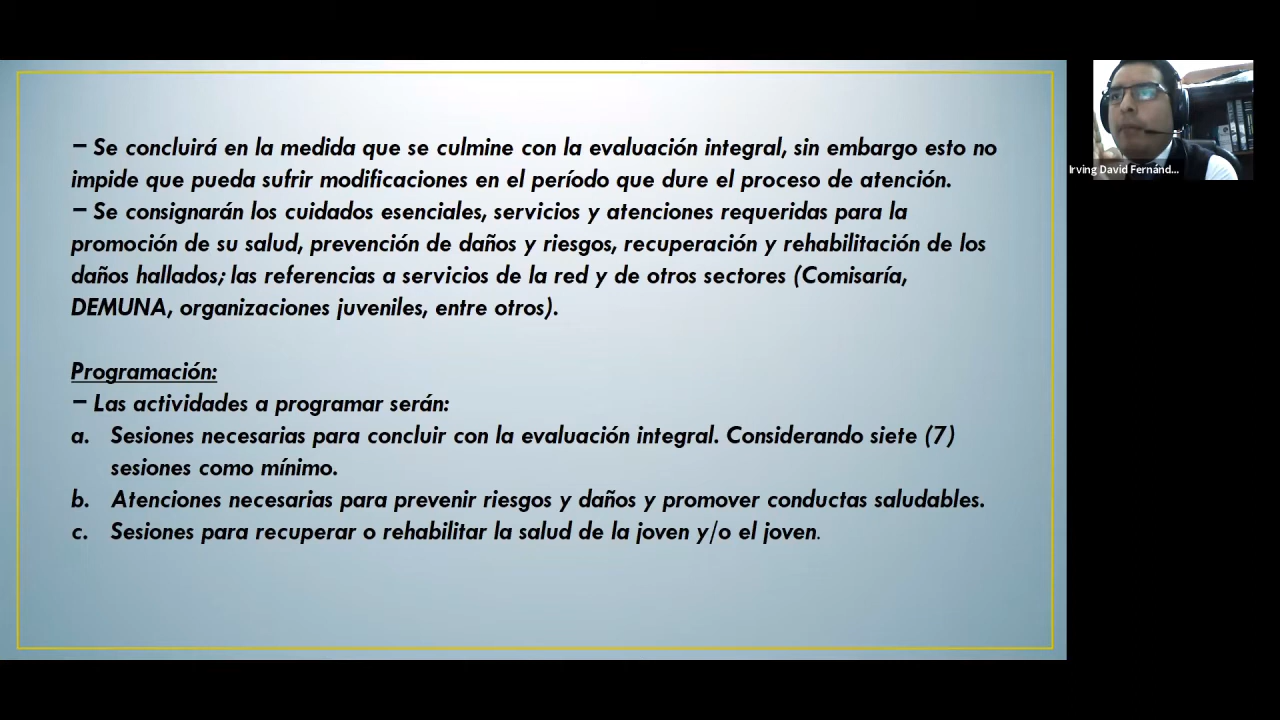 − Se concluirá en la medida que se culmine con la evaluación integral, sin embargo esto no
impide que pueda sufrir modificaciones en el período que dure el proceso de atención.
− Se consignarán los cuidados esenciales, servicios y atenciones requeridas para la
promoción de su salud, prevención de daños y riesgos, recuperación y rehabilitación de los
daños hallados; las referencias a servicios de la red y de otros sectores (Comisaría,
DEMUNA, organizaciones juveniles, entre otros).
Programación:
− Las actividades a programar serán:
a. Sesiones necesarias para concluir con la evaluación integral. Considerando siete (7)
sesiones como mínimo.
b. Atenciones necesarias para prevenir riesgos y daños y promover conductas saludables.
c. Sesiones para recuperar o rehabilitar la salud de la joven y/o el joven.
Irving David Fernánd...